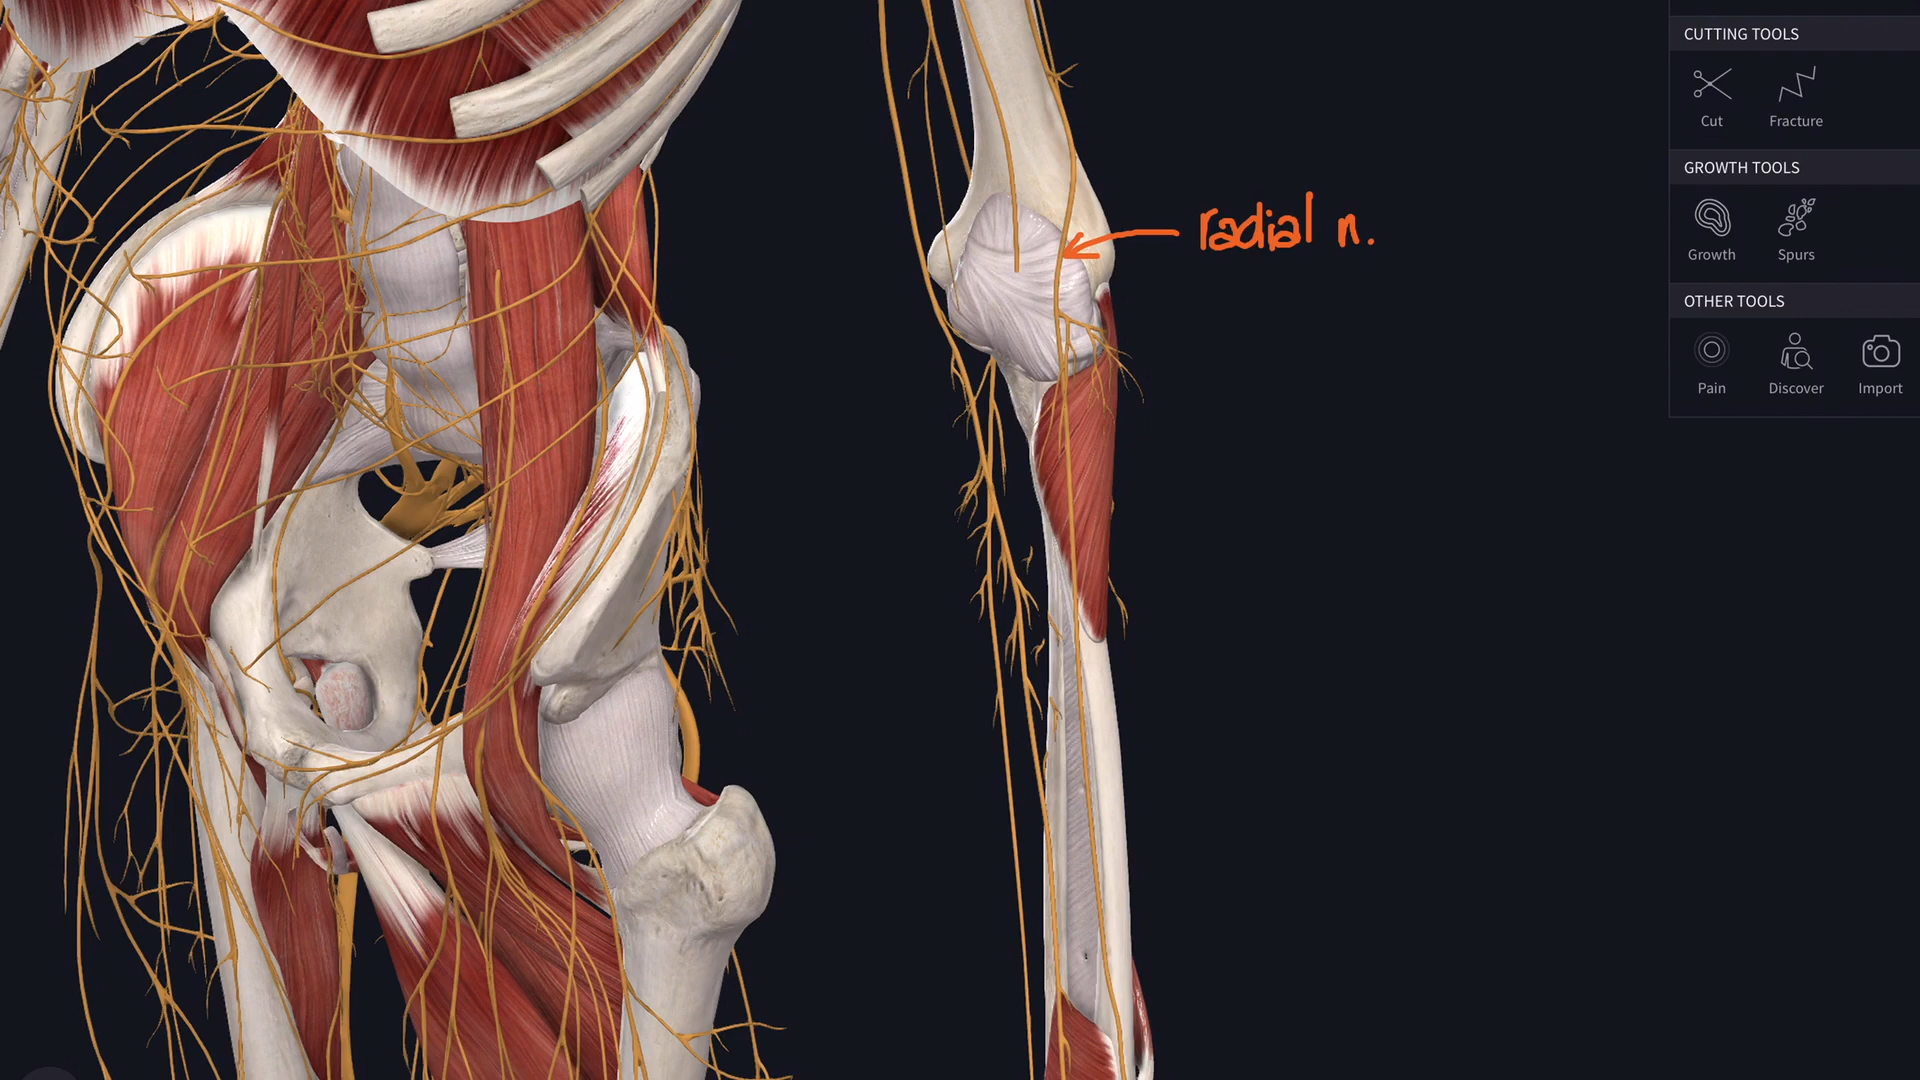 CUTTING TOOLS
Cut Fracture
GROWTH TOOLS
radial n.
Growth Spurs
OTHER TOOLS
Pain Discover Import